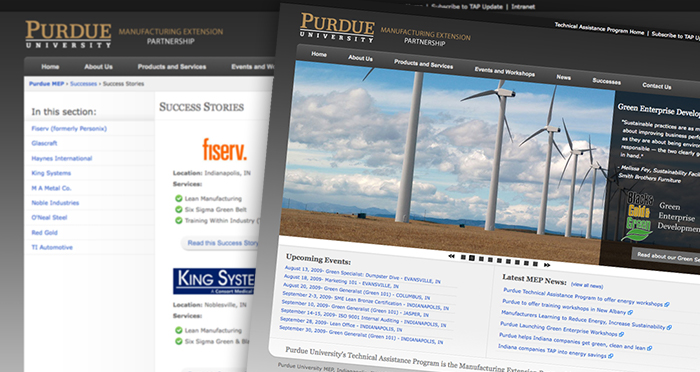 Subscribe to TAP Update | Intranet
PURDUE
UNIVERSITY
MANUFACTURING EXTENSION
PARTNERSHIP
Home About Us Products and Services Events and
Purdue MEP › Successes › Success Stories
In this section:
Fiserv (formerly Personix)
Glascraft
Haynes International
King Systems
M A Metal Co.
Noble Industries
O'Neal Steel
Red Gold
TI Automotive
SUCCESS STORIES
fiserv.
Location: Indianapolis, IN
Services:
Lean Manufacturing
Six Sigma Green Belt
Training Within Industry
Read this Success Story
KING SYSTE
Location: Noblesville, IN
Services:
Lean Manufacturing
Six Sigma Green & Bla
Technical Assistance Program Home | Subscribe to TAP
PURDUE
UNIVERSITY
MANUFACTURING EXTENSION
PARTNERSHIP
Home About Us Products and Services Events and Workshops News Successes Contact Us
Green Enterprise Develo
"Sustainable practices are as m
about improving business perf
as they are about being enviro
responsible — the two clearly g
in hand."
- Melissa Fey, Sustainability Facil
Smith Brothers Furniture
Green
Enterprise
Developme
Read about our Green Se
Upcoming Events:
August 13, 2009- Green Specialist: Dumpster Dive - EVANSVILLE, IN
August 18, 2009- Marketing 101 - EVANSVILLE, IN
August 20, 2009- Green Generalist (Green 101) - COLUMBUS, IN
September 2-3, 2009- SME Lean Bronze Certification - INDIANAPOLIS, IN
September 10, 2009- Green Generalist (Green 101) - JASPER, IN
September 14-15, 2009- ISO 9001 Internal Auditing - INDIANAPOLIS, IN
September 28, 2009- Lean Office - INDIANAPOLIS, IN
September 30, 2009- Green Generalist (Green 101) - INDIANAPOLIS, IN
Latest MEP News: (view all news)
Purdue Technical Assistance Program to offer energy workshops
Purdue to offer training workshops in New Albany
Manufacturers Learning to Reduce Energy, Increase Sustainability
Purdue Launching Green Enterprise Workshops
Purdue helps Indiana companies get green, clean and lean
Indiana companies TAP into energy savings
Purdue University's Technical Assistance Program is the Manufacturing Extension
Purdue University MEP, Indianapolis